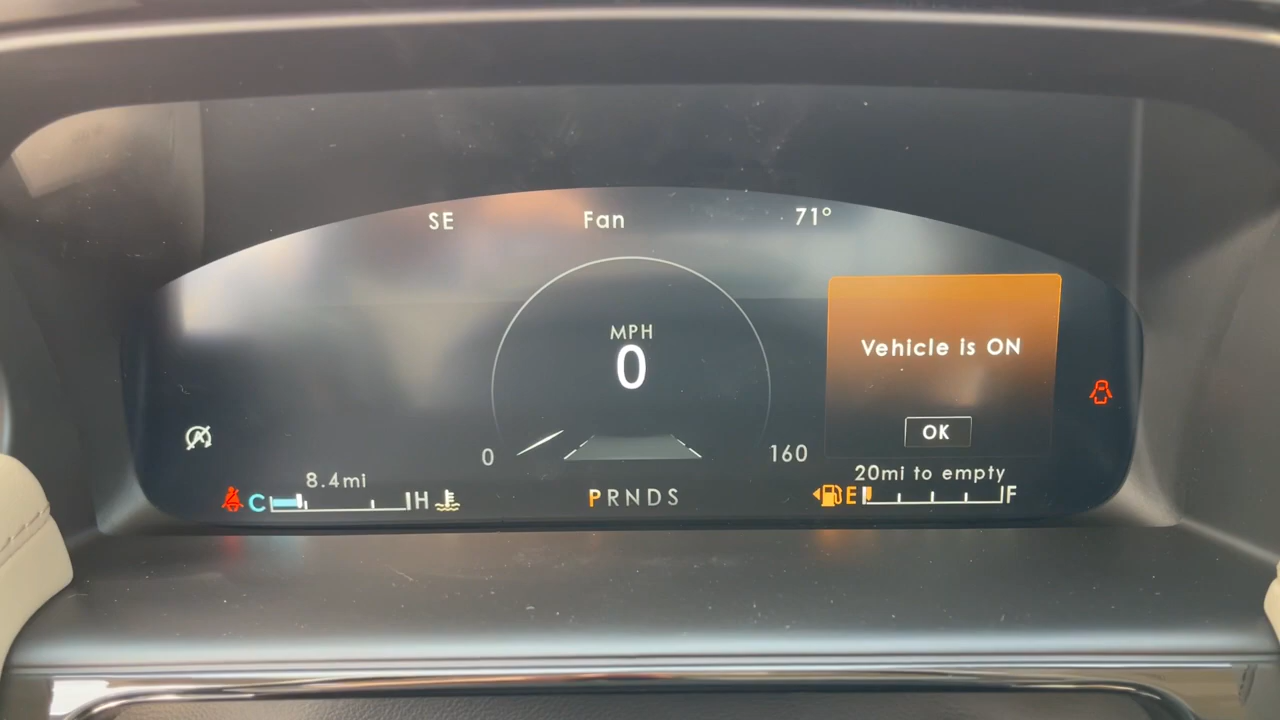 SE Fan 71°
MPH
0
Vehicle is ON
OK
0 160
8.4mi
20mi to empty
C H
PRNDS
E F